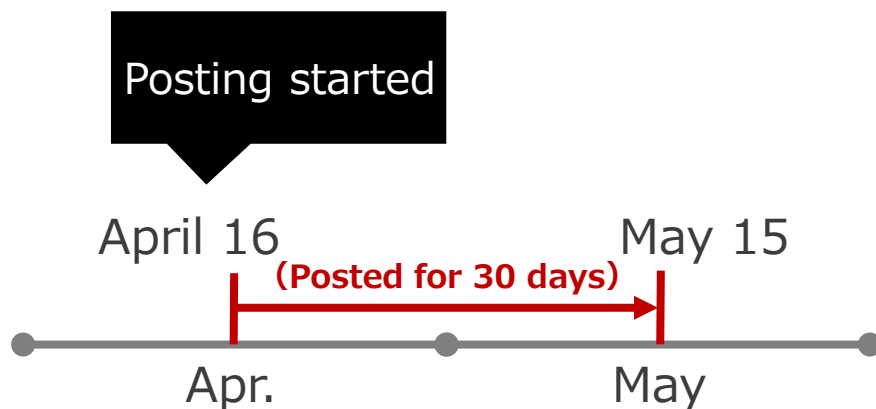 Posting started
April 16
May 15
（Posted for 30 days）
Apr.
May